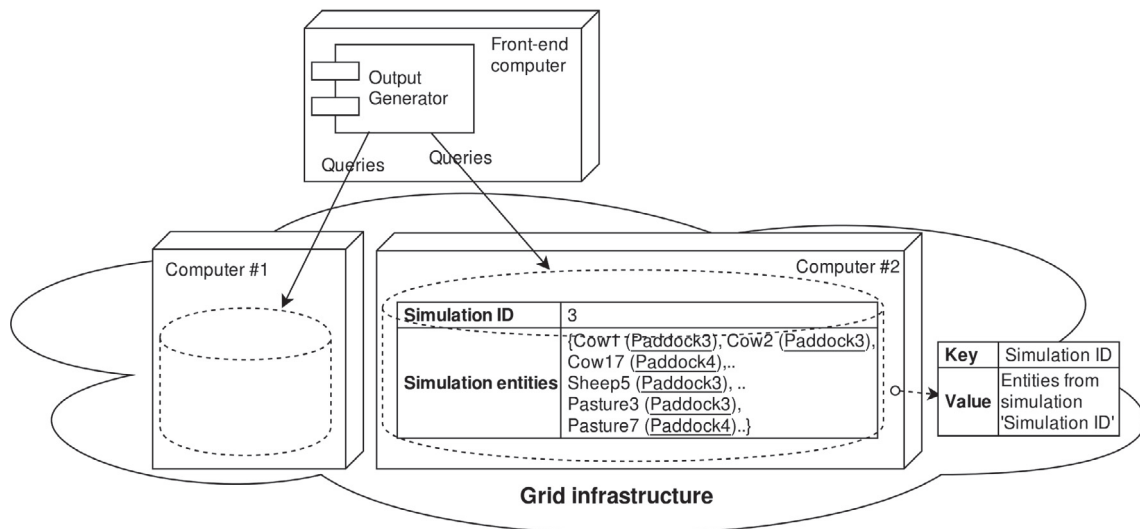 Front-end
computer
Output
Generator
Queries
Queries
Computer #1
Computer #2
Simulation ID
3
Simulation entities
{Cow1 (Paddock3), Cow2 (Paddock3),
Cow17 (Paddock4),..
Sheep5 (Paddock3), ..
Pasture3 (Paddock3),
Pasture7 (Paddock4)..}
Key
Simulation ID
Value
Entities from
simulation
'Simulation ID'
Grid infrastructure